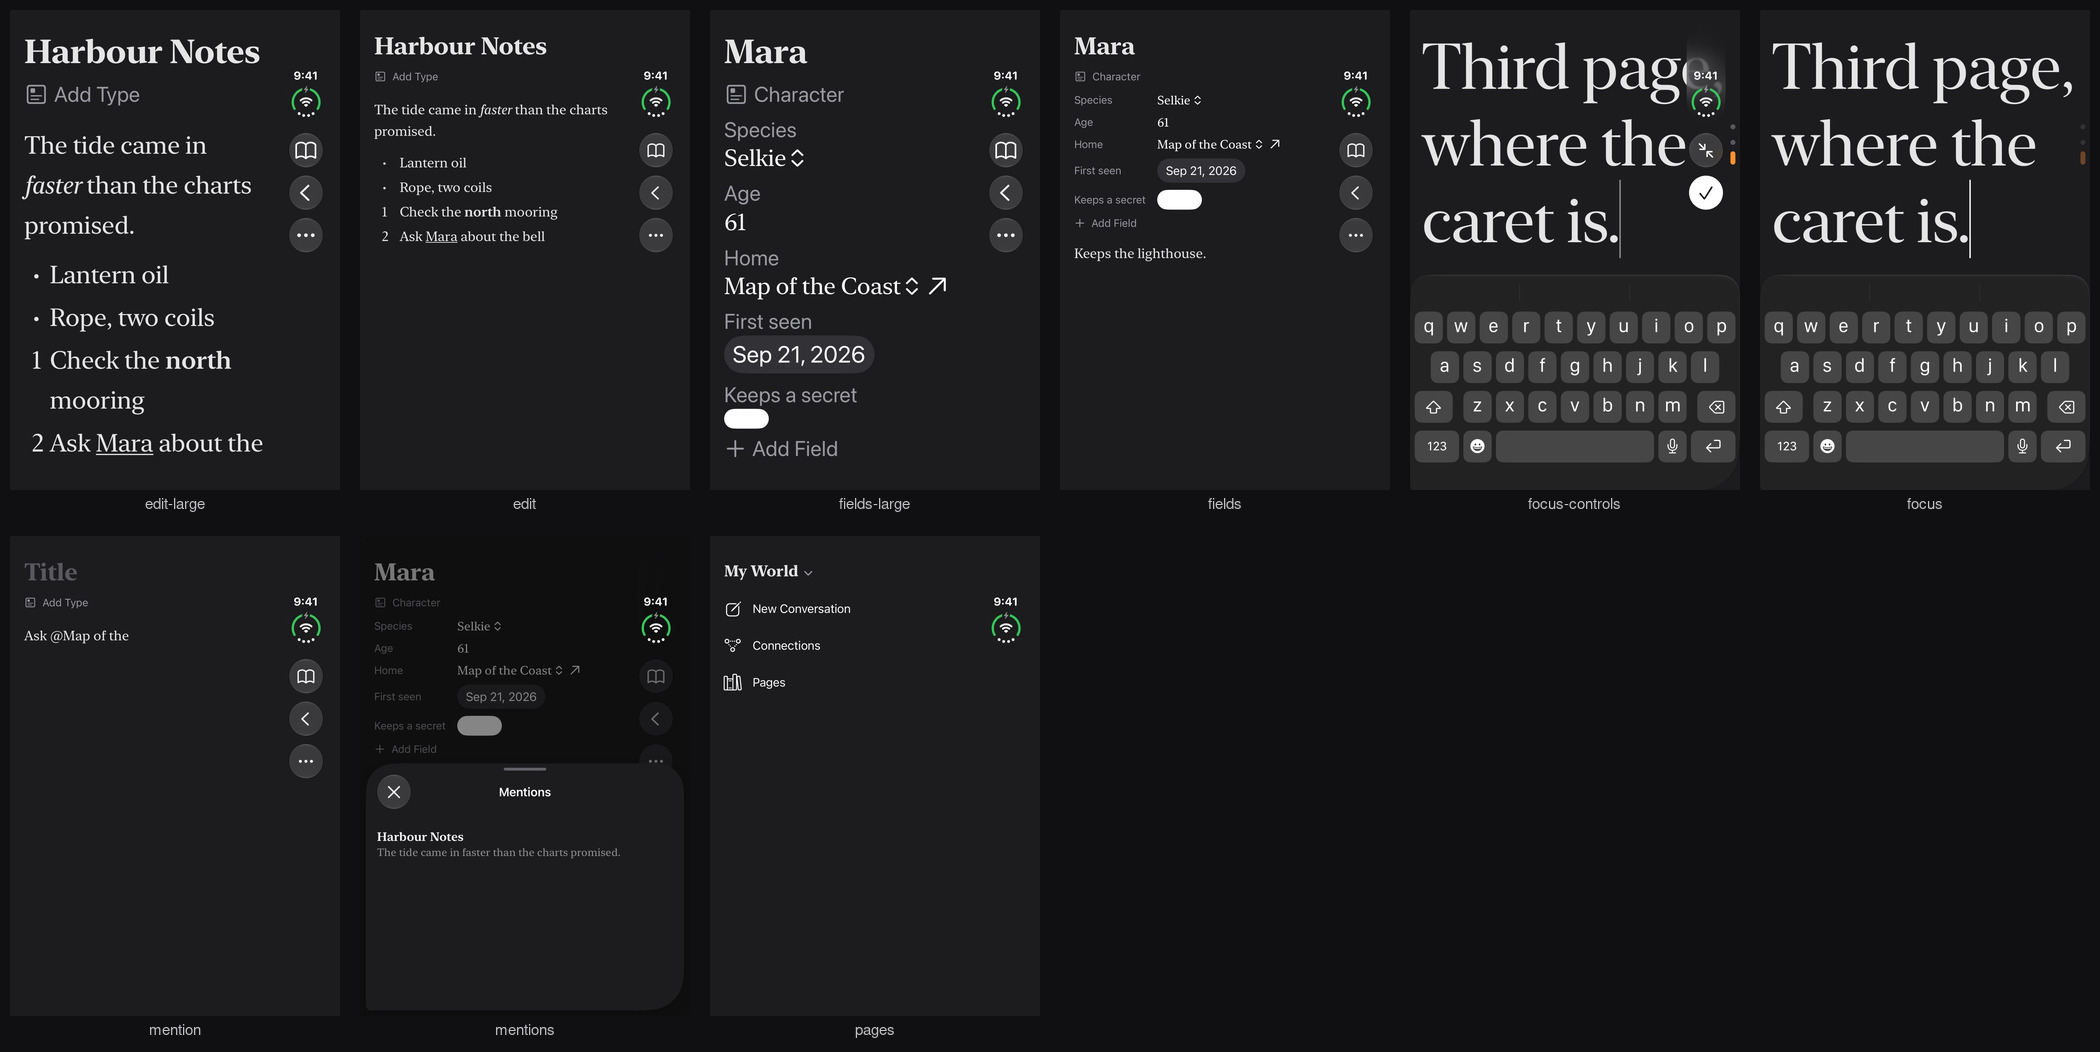 Harbour Notes
9:41
Add Type
The tide came in
faster than the charts
promised.
• Lantern oil
• Rope, two coils
1 Check the north
mooring
2 Ask Mara about the
edit-large
Harbour Notes
Add Type
9:41
The tide came in faster than the charts
promised.
• Lantern oil
• Rope, two coils
1 Check the north mooring
2 Ask Mara about the bell
edit
Mara
9:41
Character
Species
Selkie
Age
61
Home
Map of the Coast
First seen
Sep 21, 2026
Keeps a secret
Add Field
fields-large
Mara
Character
9:41
Species Selkie
Age 61
Home Map of the Coast
First seen Sep 21, 2026
Keeps a secret
Add Field
Keeps the lighthouse.
fields
Third page
9:41
where the
caret is.
q w e r t y u i o p
a s d f g h j k l
z x c v b n m
123
focus-controls
Third page,
where the
caret is.
q w e r t y u i o p
a s d f g h j k l
z x c v b n m
123
focus
Title
Add Type
9:41
Ask @Map of the
mention
Mara
Character
9:41
Species Selkie
Age 61
Home Map of the Coast
First seen Sep 21, 2026
Keeps a secret
Add Field
Mentions
Harbour Notes
The tide came in faster than the charts promised.
mentions
My World
9:41
New Conversation
Connections
Pages
pages